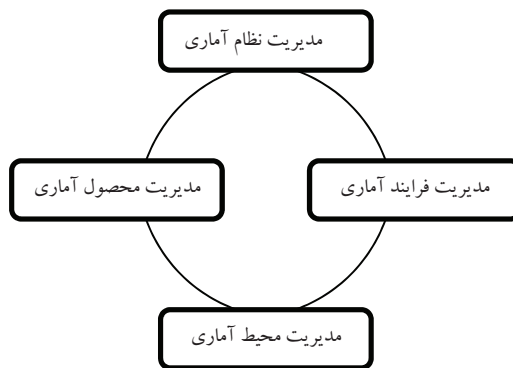 مدیریت نظام آماری
مدیریت فرایند آماری
مدیریت محصول آماری
مدیریت محیط آماری